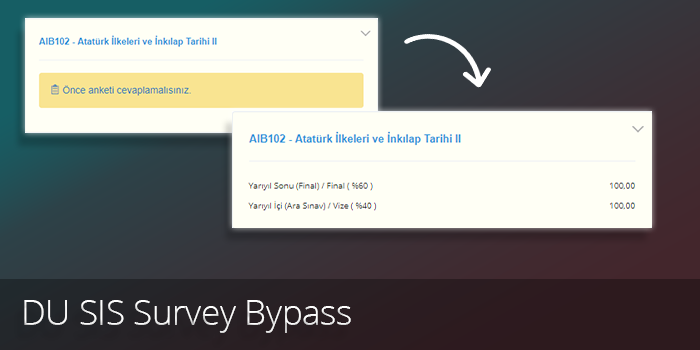 AIB102 - Atatürk İlkeleri ve İnkılap Tarihi II
Önce anketi cevaplamalısınız.
AIB102 - Atatürk İlkeleri ve İnkılap Tarihi II
Yarıyıl Sonu (Final) / Final ( %60 ) 100,00
Yarıyıl İçi (Ara Sınav) / Vize ( %40 ) 100,00
DU SIS Survey Bypass